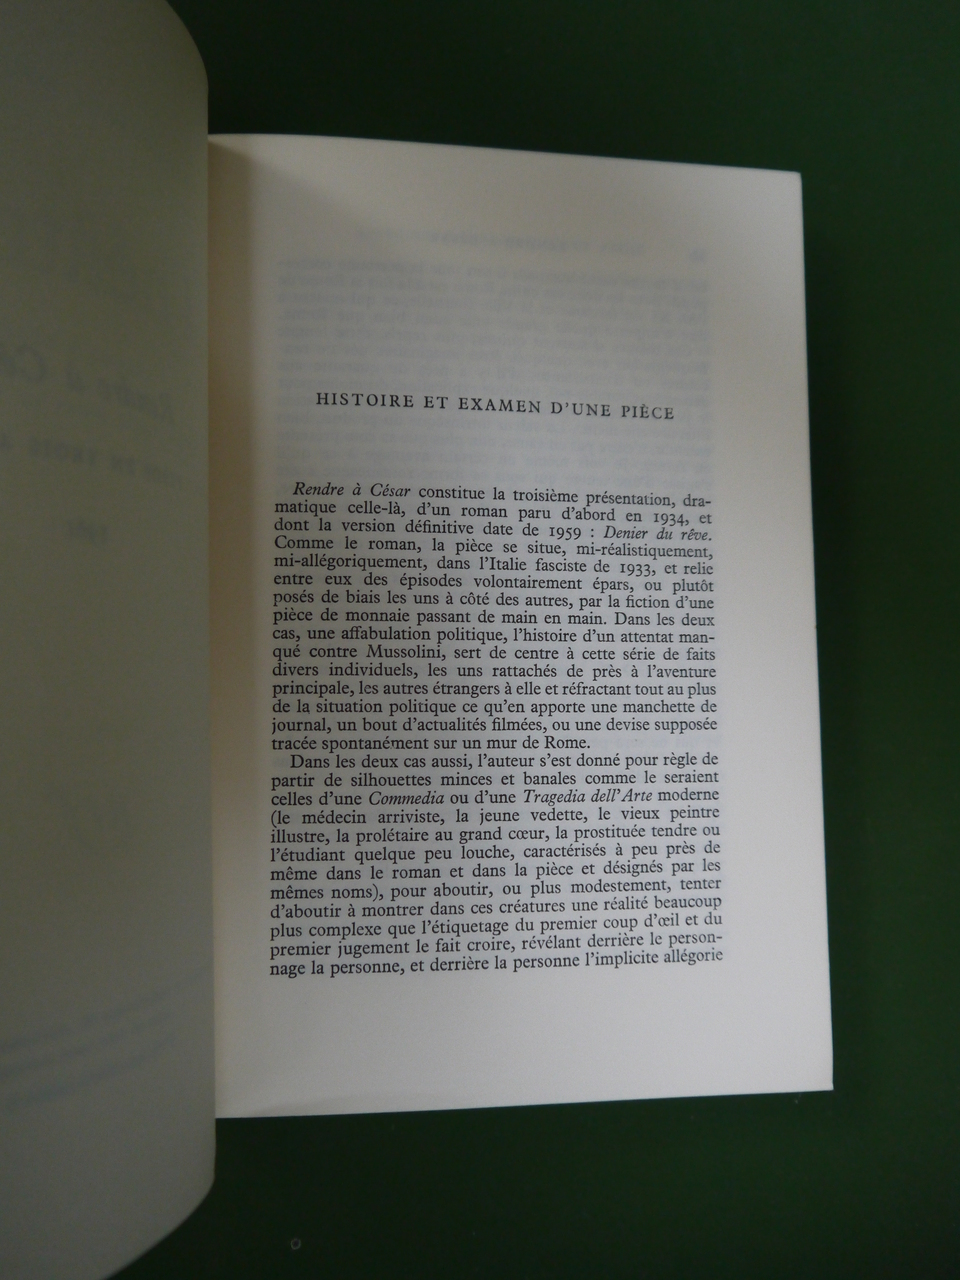 HISTOIRE ET EXAMEN D'UNE PIÈCE
Rendre à César constitue la troisième présentation, dra-
matique celle-là, d'un roman paru d'abord en 1934, et
dont la version définitive date de 1959 : Denier du rêve.
Comme le roman, la pièce se situe, mi-réalistiquement,
mi-allégoriquement, dans l'Italie fasciste de 1933, et relie
entre eux des épisodes volontairement épars, ou plutôt
posés de biais les uns à côté des autres, par la fiction d'une
pièce de monnaie passant de main en main. Dans les deux
cas, une affabulation politique, l'histoire d'un attentat man-
qué contre Mussolini, sert de centre à cette série de faits
divers individuels, les uns rattachés de près à l'aventure
principale, les autres étrangers à elle et réfractant tout au plus
de la situation politique ce qu'en apporte une manchette de
journal, un bout d'actualités filmées, ou une devise supposée
tracée spontanément sur un mur de Rome.
Dans les deux cas aussi, l'auteur s'est donné pour règle de
partir de silhouettes minces et banales comme le seraient
celles d'une Commedia ou d'une Tragedia dell'Arte moderne
(le médecin arriviste, la jeune vedette, le vieux peintre
illustre, la prolétaire au grand cœur, la prostituée tendre ou
l'étudiant quelque peu louche, caractérisés à peu près de
même dans le roman et dans la pièce et désignés par les
mêmes noms), pour aboutir, ou plus modestement, tenter
d'aboutir à montrer dans ces créatures une réalité beaucoup
plus complexe que l'étiquetage du premier coup d'œil et du
premier jugement le fait croire, révélant derrière le person-
nage la personne, et derrière la personne l'implicite allégorie